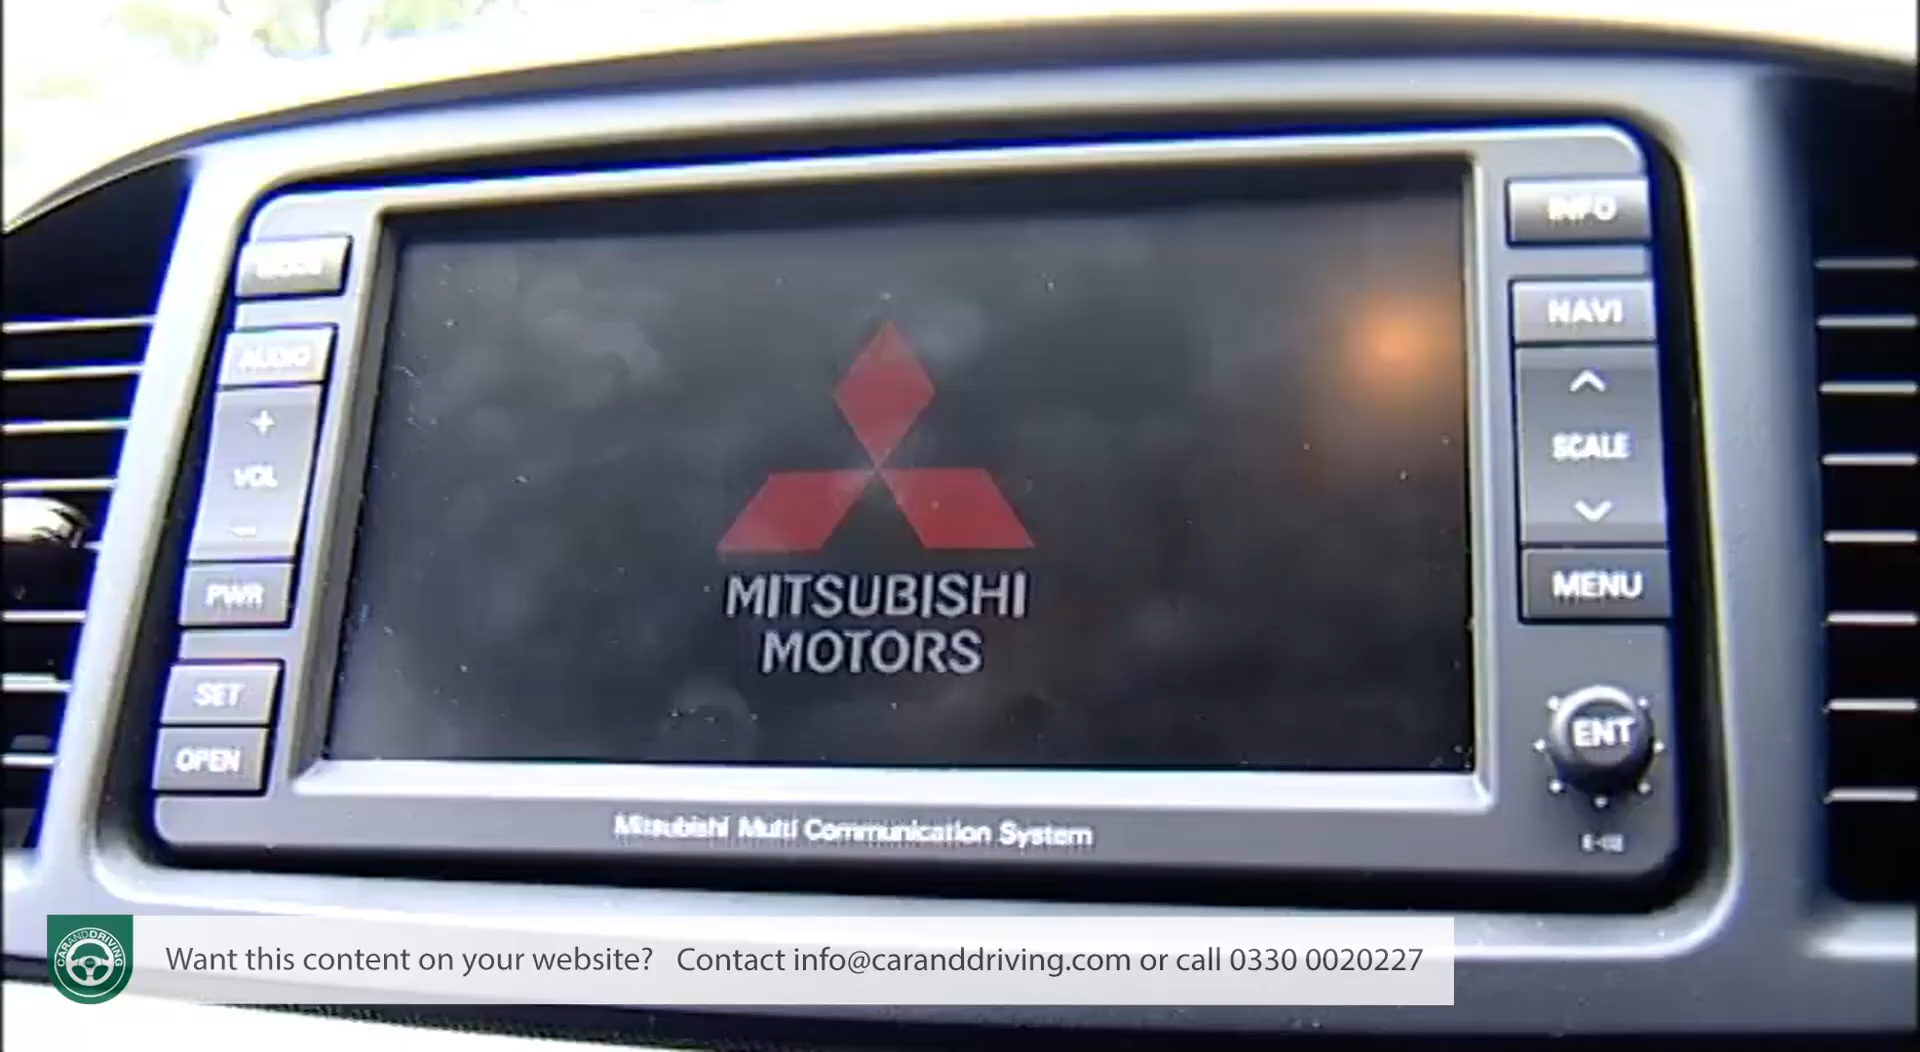 INFO
NAVI
AUDIO
+
VOL
-
SCALE
PWR
MENU
SET
OPEN
ENT
MITSUBISHI
MOTORS
Mitsubishi Multi Communication System
CARANDDRIVING
Want this content on your website? Contact info@caranddriving.com or call 0330 0020227